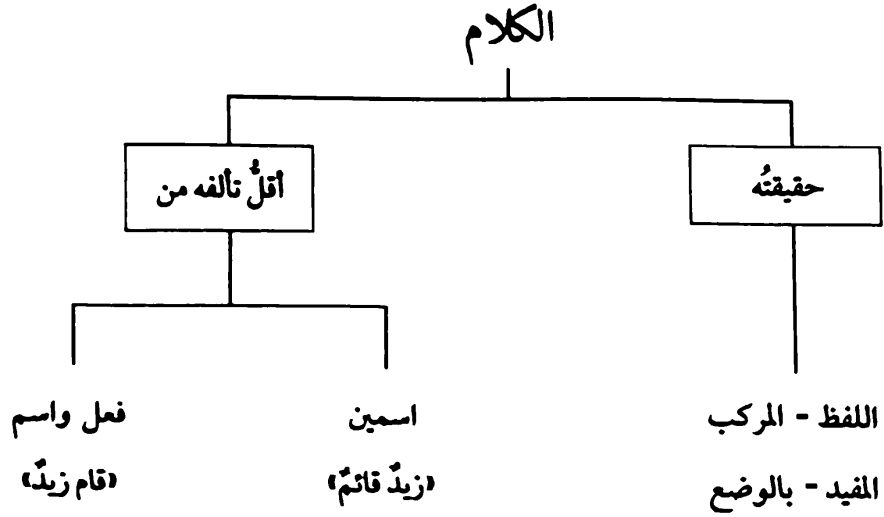 الكلام
حقيقتُه
أقلُّ تألفه من
اللفظ - المركب
المفيد - بالوضع
اسمين
«زيدٌ قائمٌ»
فعل واسم
«قام زيدٌ»